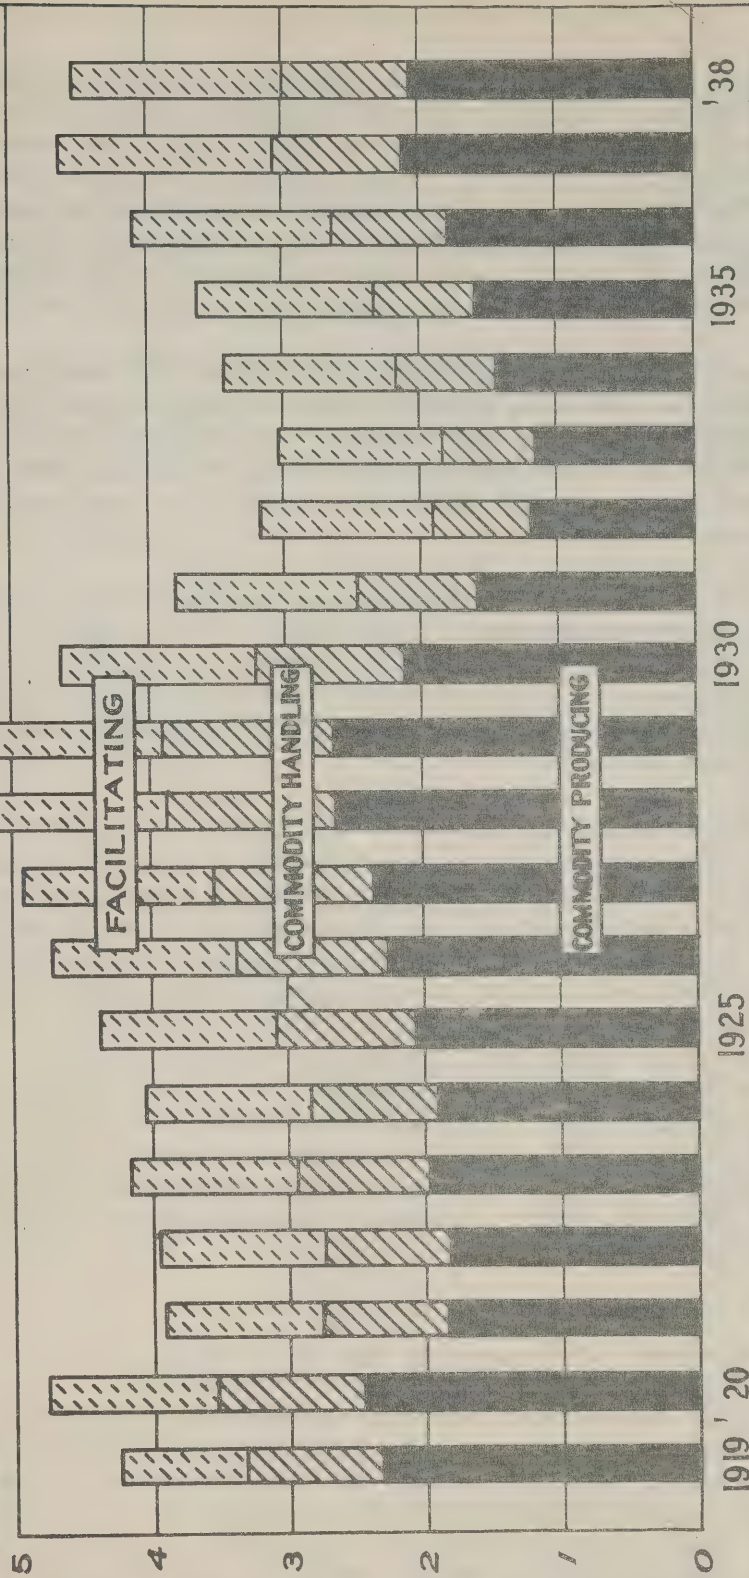 5
4
3
2
1
0
FACILITATING
COMMODITY HANDLING
COMMODITY PRODUCING
1919 ' 20 1925 1930 1935 ' 38